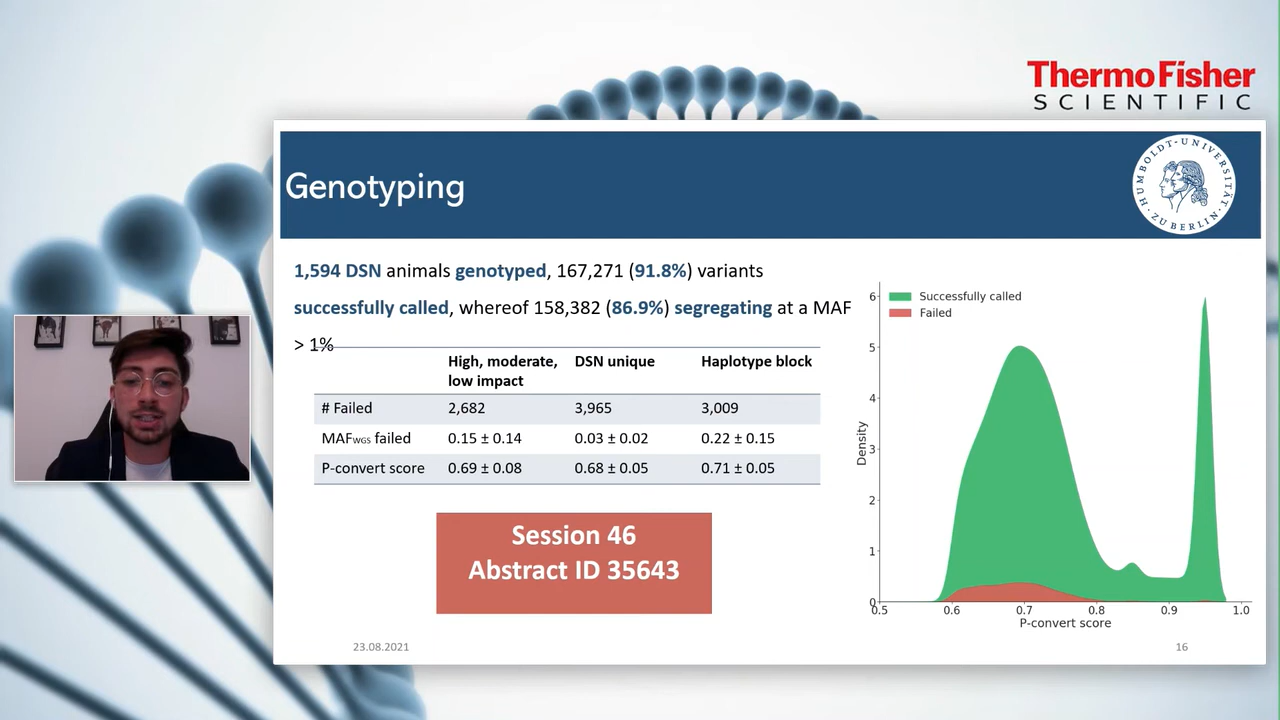 ThermoFisher
SCIENTIFIC
Genotyping
HUMBOLDT-UNIVERSITÄT
ZU BERLIN
1,594 DSN animals genotyped, 167,271 (91.8%) variants
successfully called, whereof 158,382 (86.9%) segregating at a MAF
> 1%
High, moderate, low impact DSN unique Haplotype block
# Failed 2,682 3,965 3,009
MAFWGS failed 0.15 ± 0.14 0.03 ± 0.02 0.22 ± 0.15
P-convert score 0.69 ± 0.08 0.68 ± 0.05 0.71 ± 0.05
Session 46
Abstract ID 35643
Successfully called
Failed
Density
6
5
4
3
2
1
0
0.5 0.6 0.7 0.8 0.9 1.0
P-convert score
23.08.2021
16